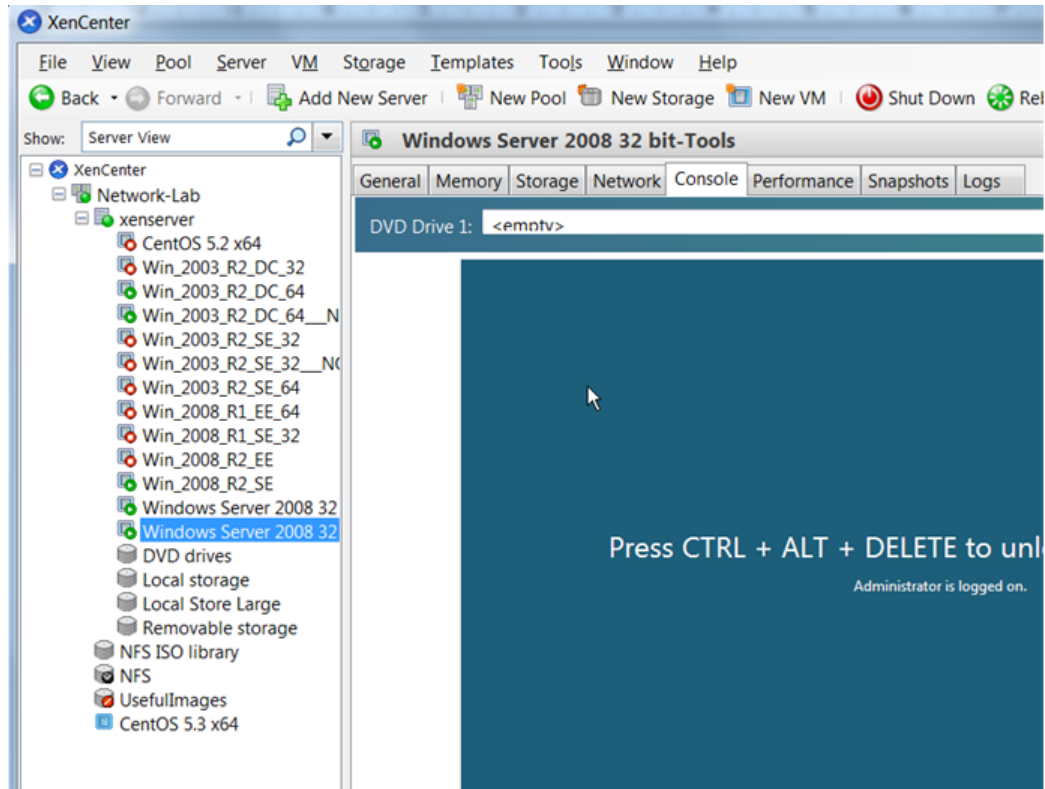 XenCenter
File View Pool Server VM Storage Templates Tools Window Help
Back Forward Add New Server New Pool New Storage New VM Shut Down
Show: Server View
Windows Server 2008 32 bit-Tools
General Memory Storage Network Console Performance Snapshots Logs
DVD Drive 1: <empty>
XenCenter
Network-Lab
xenserver
CentOS 5.2 x64
Win_2003_R2_DC_32
Win_2003_R2_DC_64
Win_2003_R2_DC_64__N
Win_2003_R2_SE_32
Win_2003_R2_SE_32__N
Win_2003_R2_SE_64
Win_2008_R1_EE_64
Win_2008_R1_SE_32
Win_2008_R2_EE
Win_2008_R2_SE
Windows Server 2008 32
Windows Server 2008 32
DVD drives
Local storage
Local Store Large
Removable storage
NFS ISO library
NFS
UsefulImages
CentOS 5.3 x64
Press CTRL + ALT + DELETE to
Administrator is logged on.